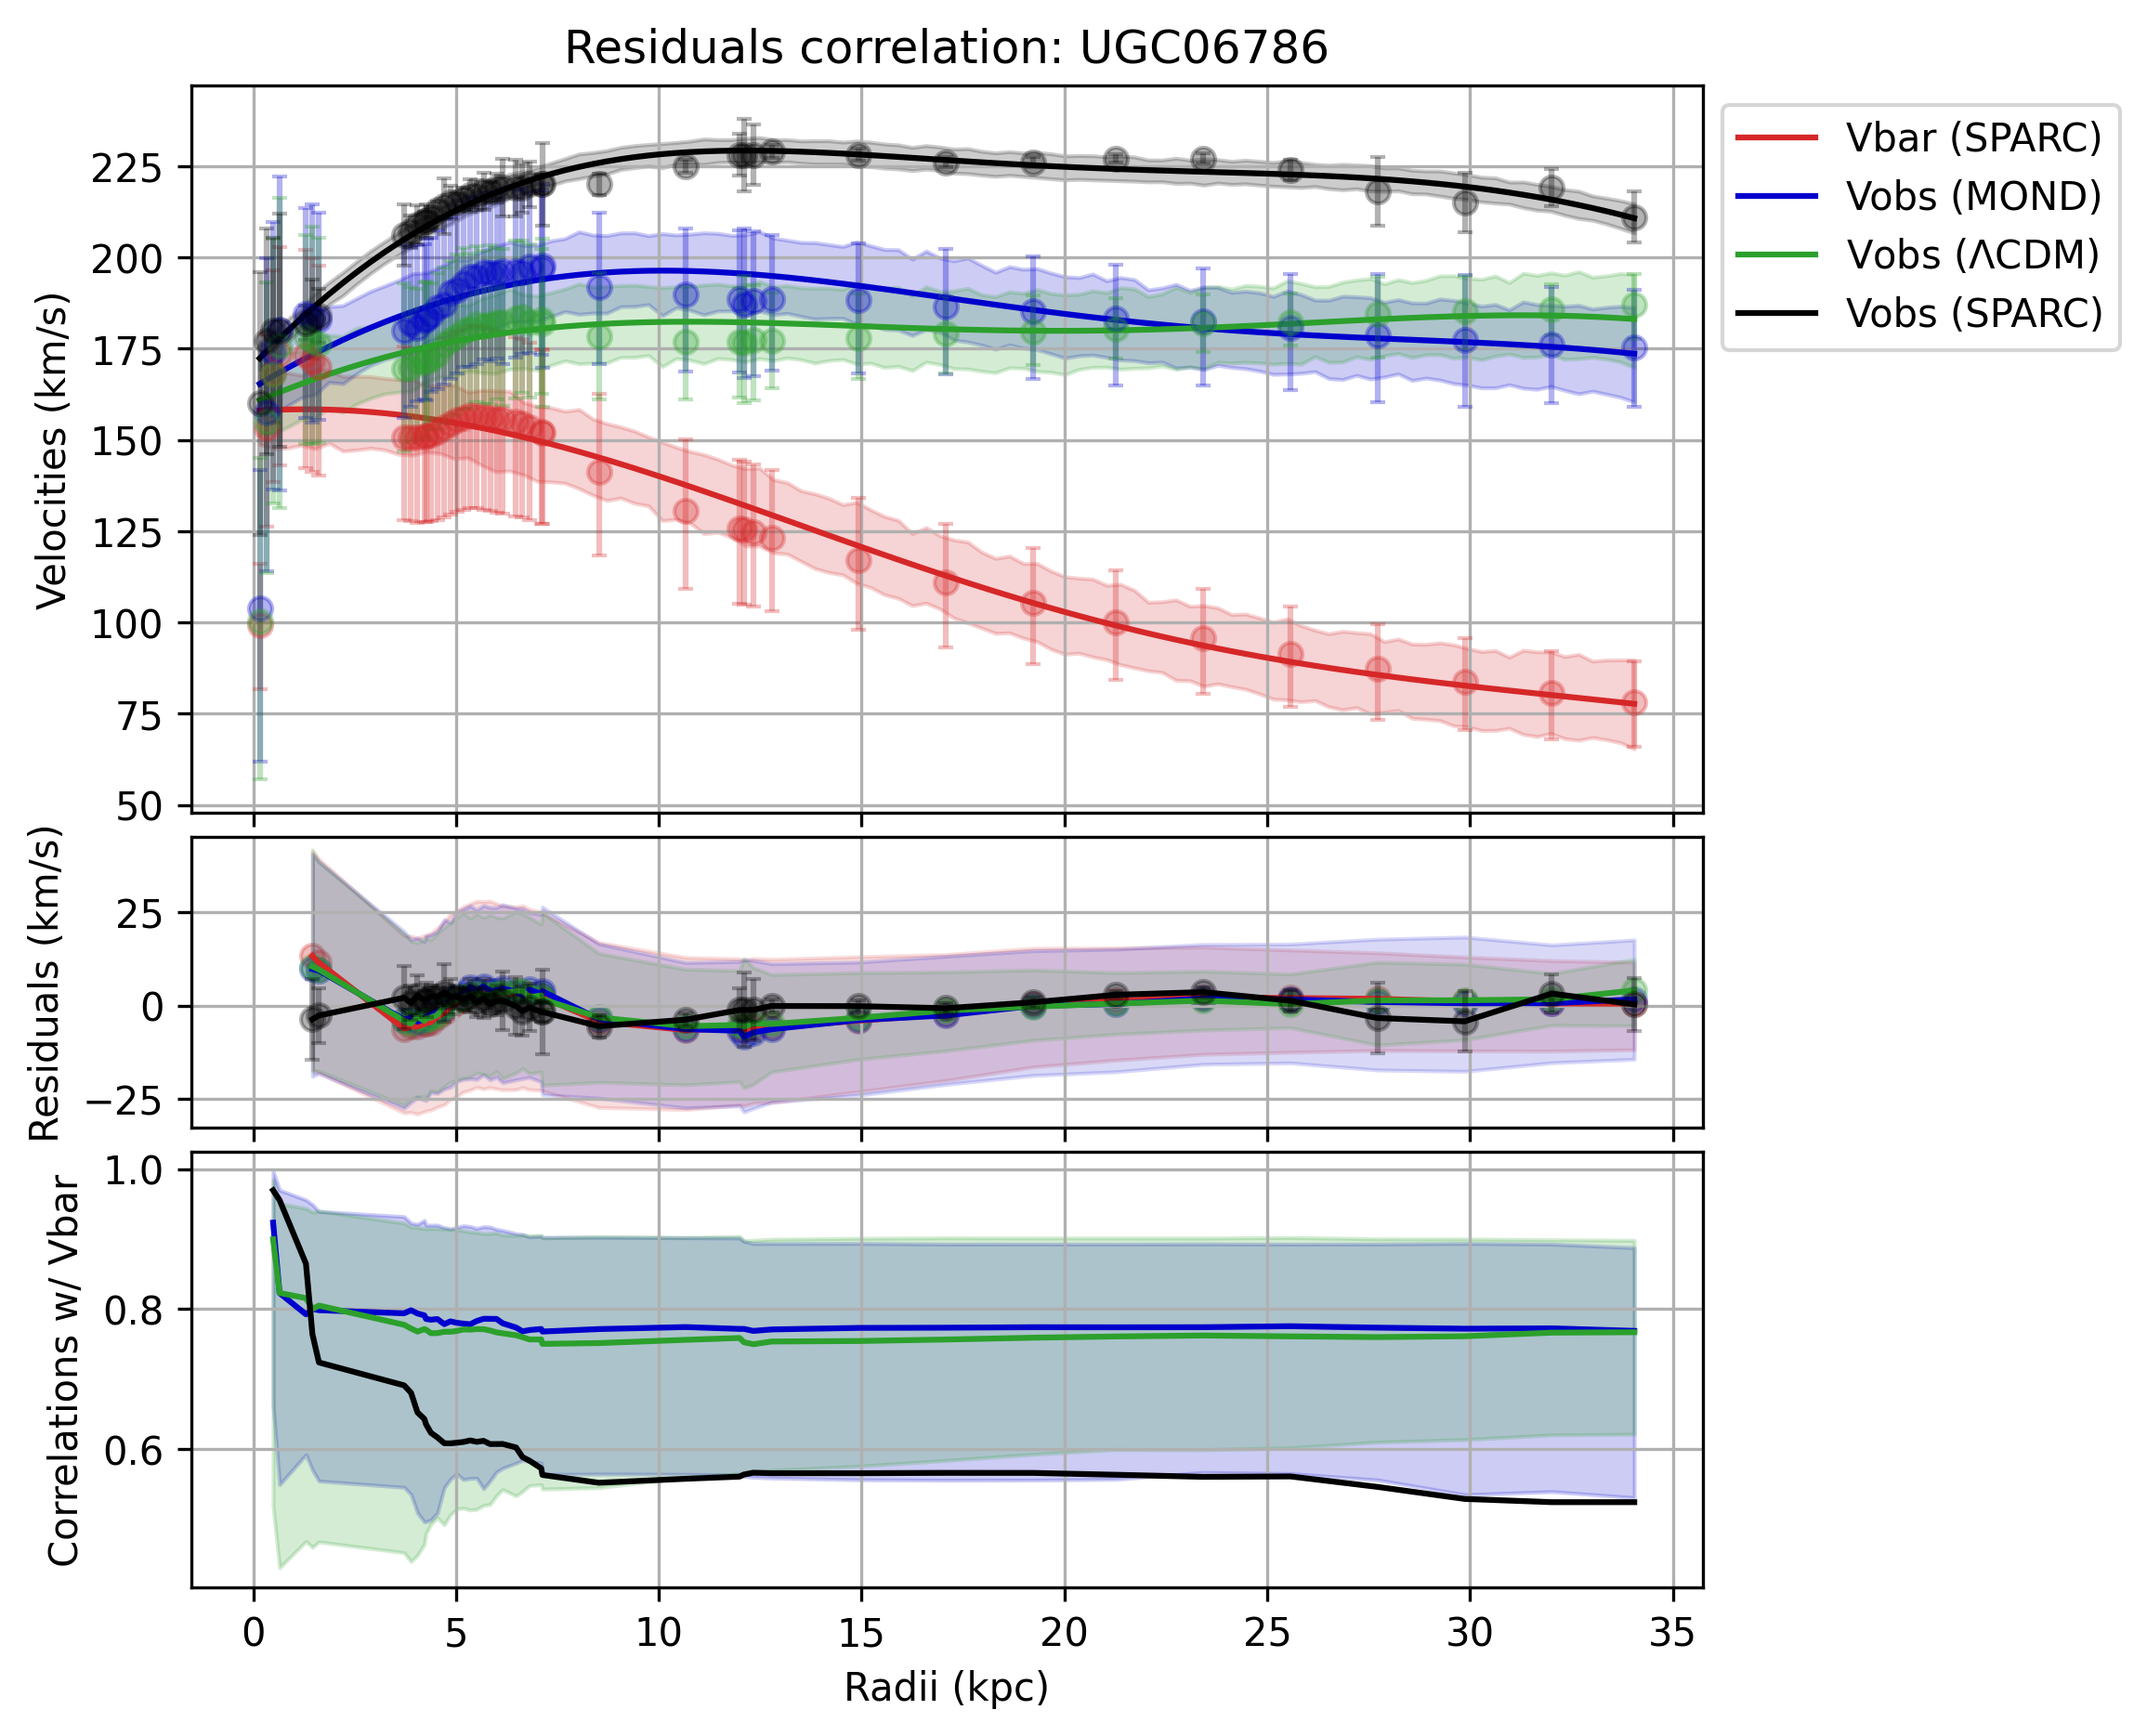 Residuals correlation: UGC06786
Vbar (SPARC)
Vobs (MOND)
Vobs (ΛCDM)
Vobs (SPARC)
Velocities (km/s)
225
200
175
150
125
100
75
50
Residuals (km/s)
25
0
−25
Correlations w/ Vbar
1.0
0.8
0.6
0 5 10 15 20 25 30 35
Radii (kpc)